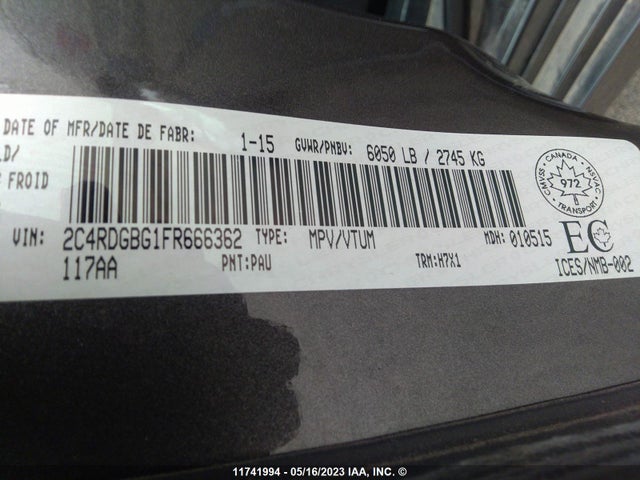 DATE OF MFR/DATE DE FABR: 1-15 GVWR/PNBV: 6050 LB / 2745 KG
LD/
FROID
CMVSS CANADA NSVAC
972
TRANSPORT
VIN: 2C4RDGBG1FR666362 TYPE: MPV/VTUM MDH: 010515
EC
117AA PNT:PAU TRM:H7X1 ICES/NMB-002
11741994 - 05/16/2023 IAA, INC. ©